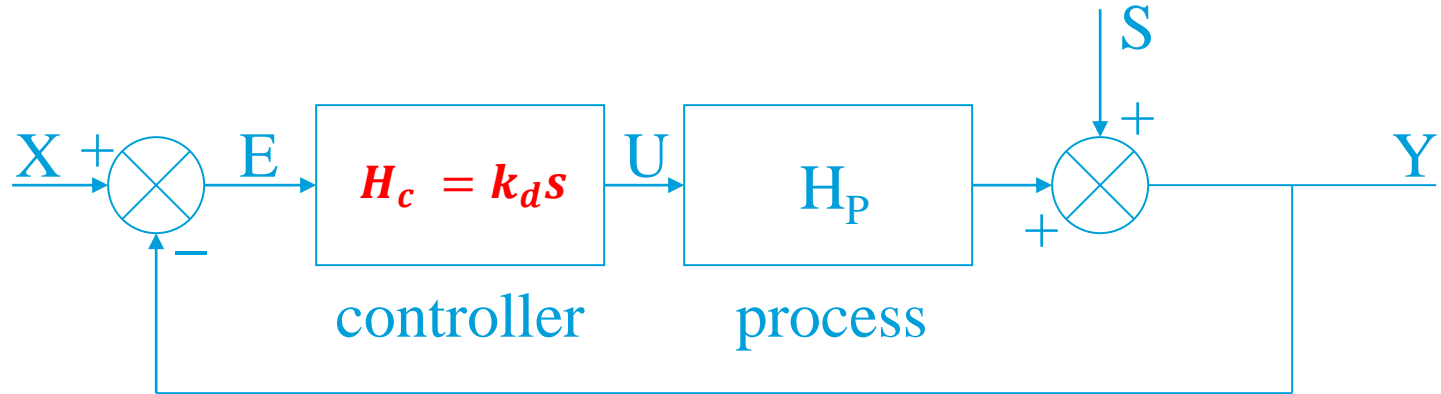 S
+
X + E H_c = k_d s U H_P Y
− +
controller process